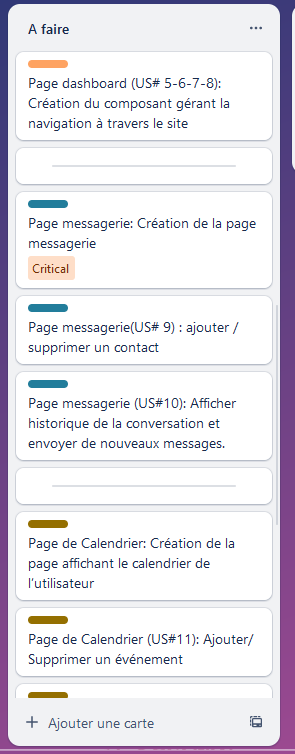 A faire
Page dashboard (US# 5-6-7-8):
Création du composant gérant la
navigation à travers le site
Page messagerie: Création de la page
messagerie
Critical
Page messagerie(US# 9) : ajouter /
supprimer un contact
Page messagerie (US#10): Afficher
historique de la conversation et
envoyer de nouveaux messages.
Page de Calendrier: Création de la
page affichant le calendrier de
l'utilisateur
Page de Calendrier (US#11): Ajouter/
Supprimer un événement
Ajouter une carte